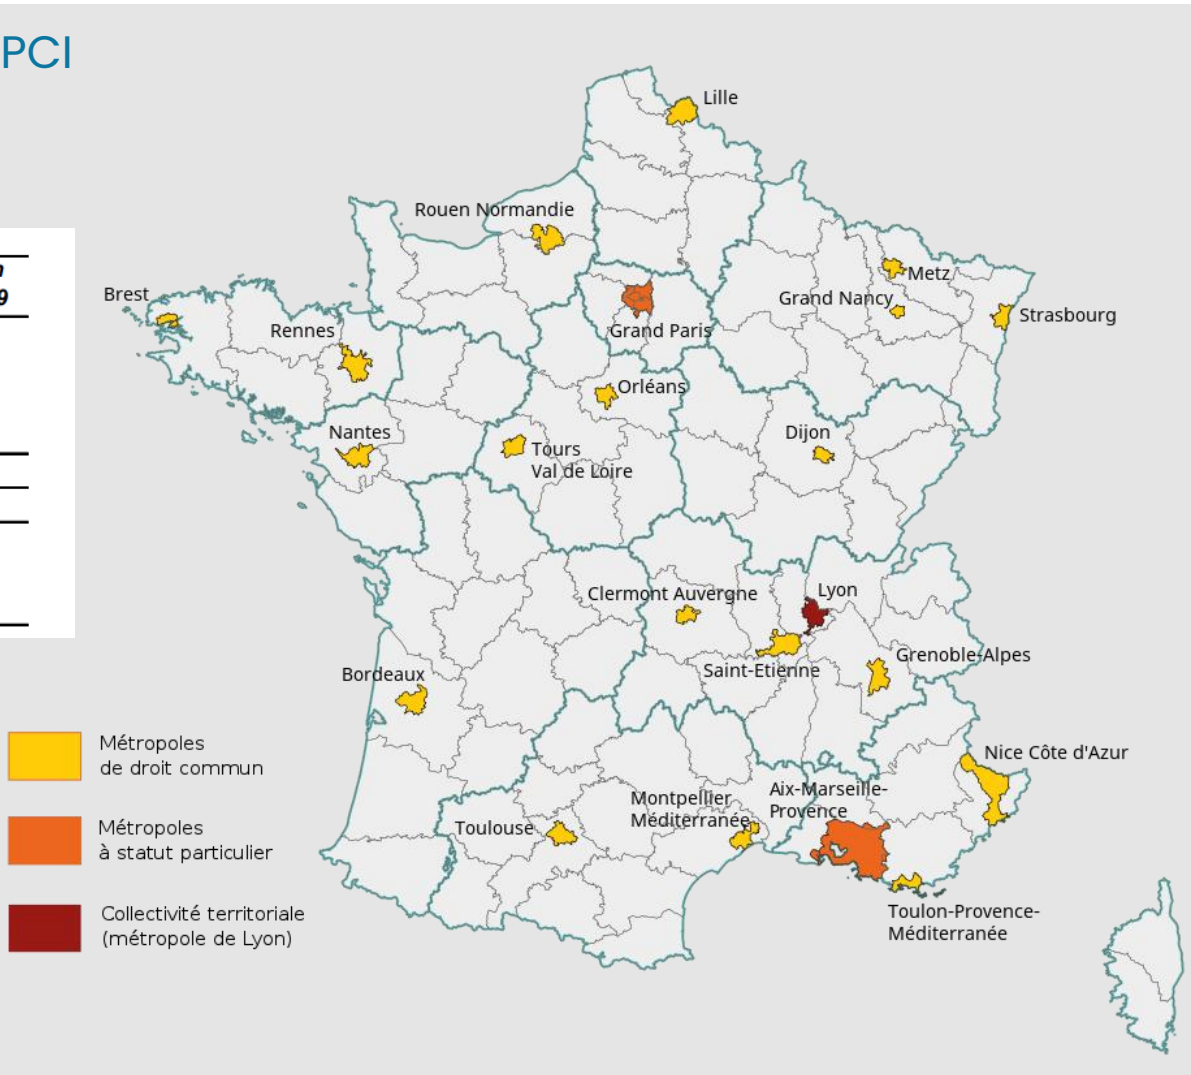 PCI
n
9
Lille
Rouen Normandie
Metz
Grand Nancy
Brest
Strasbourg
Rennes
Grand Paris
Orléans
Nantes
Dijon
Tours
Val de Loire
Clermont Auvergne
Lyon
Grenoble-Alpes
Saint-Etienne
Bordeaux
Métropoles
de droit commun
Nice Côte d'Azur
Aix-Marseille-
Provence
Montpellier
Méditerranée
Toulouse
Métropoles
à statut particulier
Collectivité territoriale
(métropole de Lyon)
Toulon-Provence-
Méditerranée